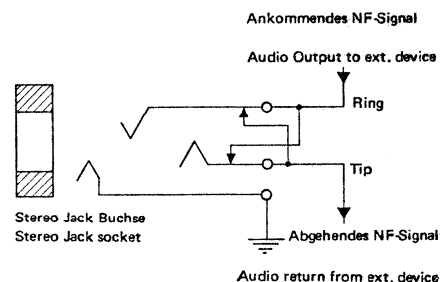 Ankommendes NF-Signal
Audio Output to ext. device
Ring
Tip
Stereo Jack Buchse
Stereo Jack socket
Abgehendes NF-Signal
Audio return from ext. device